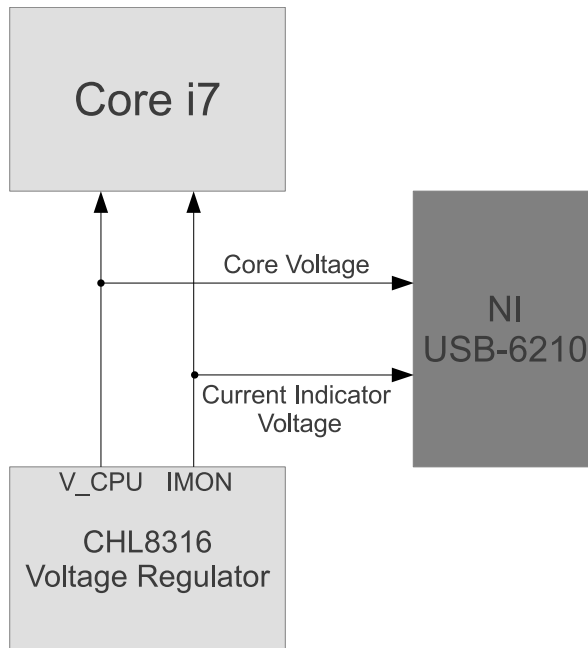 Core i7
Core Voltage
NI
USB-6210
Current Indicator
Voltage
V_CPU IMON
CHL8316
Voltage Regulator